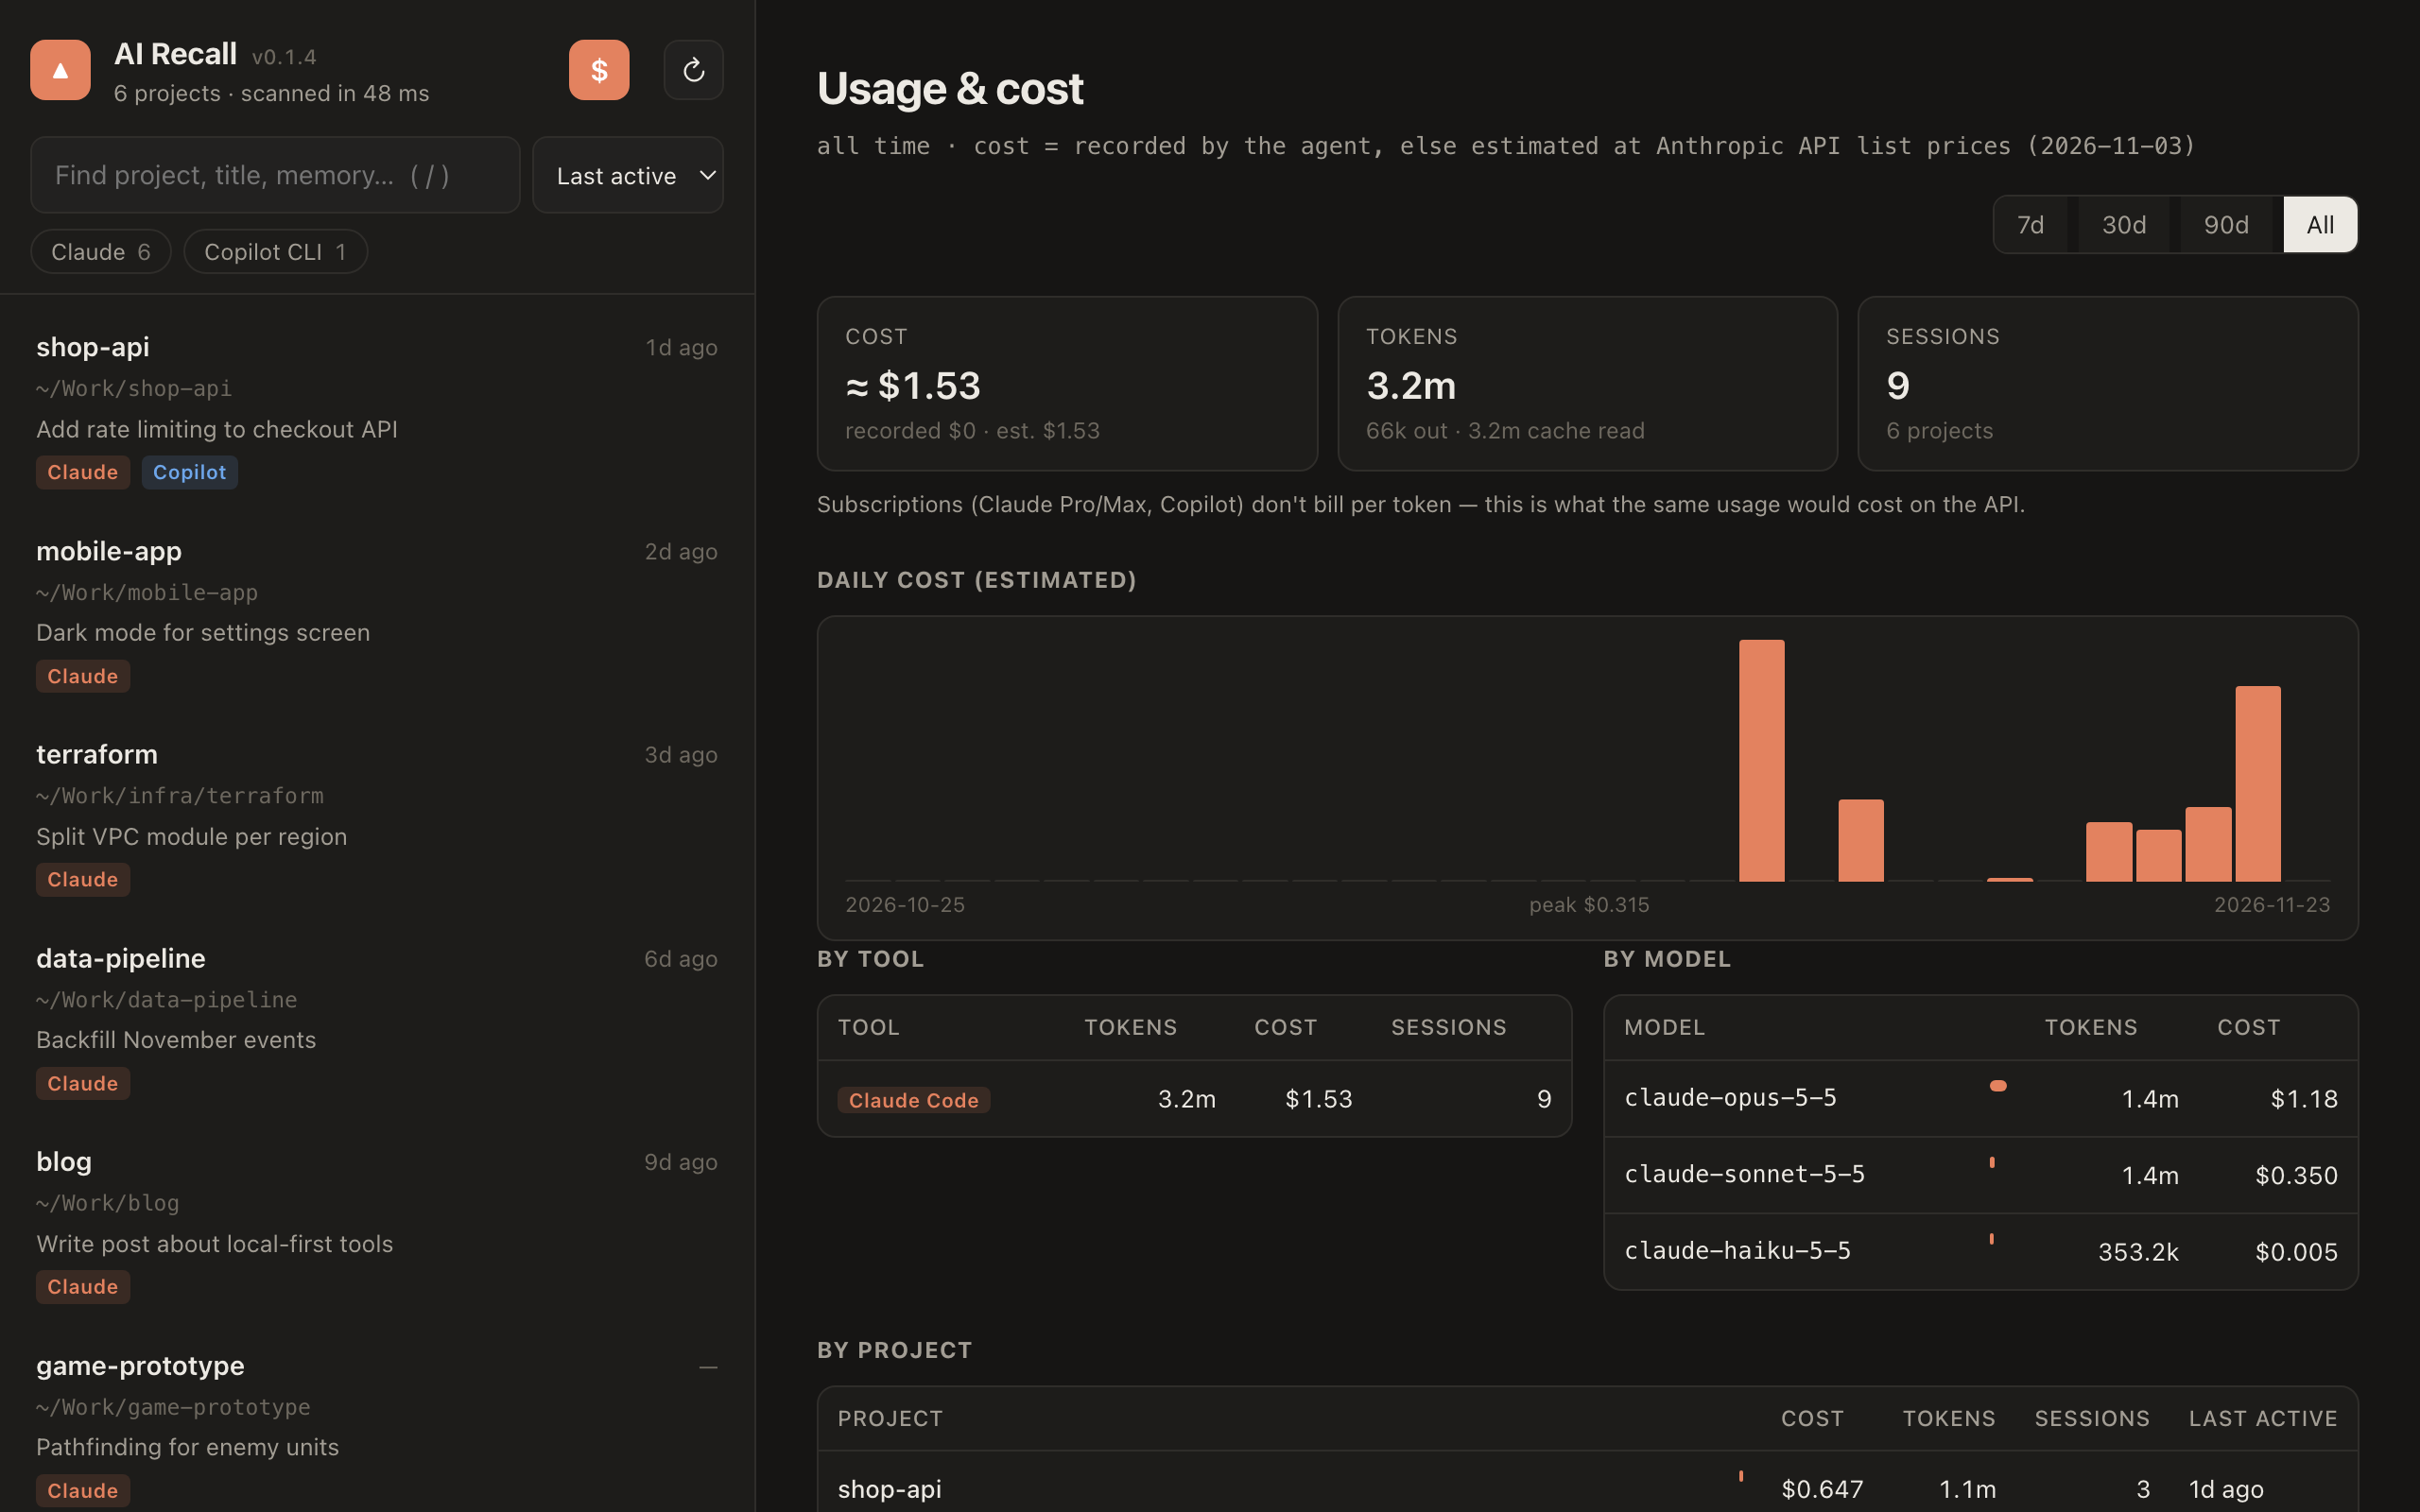 AI Recall v0.1.4
6 projects · scanned in 48 ms
$
Find project, title, memory... ( / )
Last active
Claude 6
Copilot CLI 1
shop-api 1d ago
~/Work/shop-api
Add rate limiting to checkout API
Claude Copilot
mobile-app 2d ago
~/Work/mobile-app
Dark mode for settings screen
Claude
terraform 3d ago
~/Work/infra/terraform
Split VPC module per region
Claude
data-pipeline 6d ago
~/Work/data-pipeline
Backfill November events
Claude
blog 9d ago
~/Work/blog
Write post about local-first tools
Claude
game-prototype —
~/Work/game-prototype
Pathfinding for enemy units
Claude
Usage & cost
all time · cost = recorded by the agent, else estimated at Anthropic API list prices (2026-11-03)
7d 30d 90d All
COST
≈ $1.53
recorded $0 · est. $1.53
TOKENS
3.2m
66k out · 3.2m cache read
SESSIONS
9
6 projects
Subscriptions (Claude Pro/Max, Copilot) don't bill per token — this is what the same usage would cost on the API.
DAILY COST (ESTIMATED)
2026-10-25 peak $0.315 2026-11-23
BY TOOL
TOOL TOKENS COST SESSIONS
Claude Code 3.2m $1.53 9
BY MODEL
MODEL TOKENS COST
claude-opus-5-5 1.4m $1.18
claude-sonnet-5-5 1.4m $0.350
claude-haiku-5-5 353.2k $0.005
BY PROJECT
PROJECT COST TOKENS SESSIONS LAST ACTIVE
shop-api $0.647 1.1m 3 1d ago